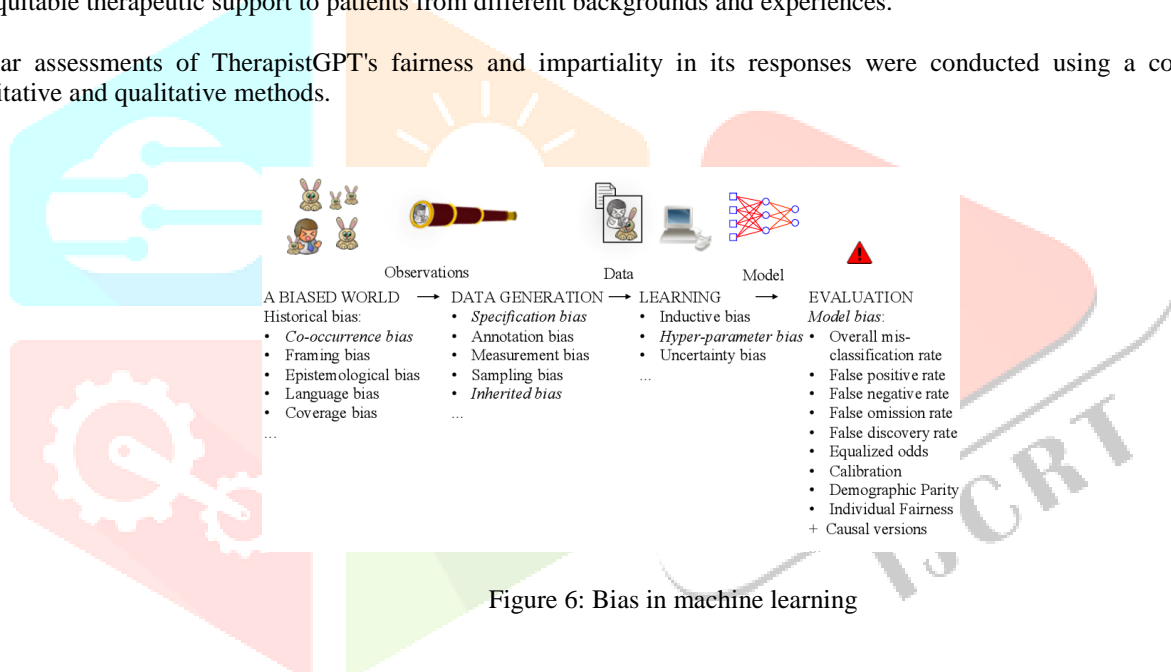 quitable therapeutic support to patients from different backgrounds and experiences.
ar assessments of TherapistGPT's fairness and impartiality in its responses were conducted using a co
itative and qualitative methods.
Observations
Data
Model
A BIASED WORLD → DATA GENERATION → LEARNING → EVALUATION
Historical bias:
• Co-occurrence bias
• Framing bias
• Epistemological bias
• Language bias
• Coverage bias
...
• Specification bias
• Annotation bias
• Measurement bias
• Sampling bias
• Inherited bias
...
• Inductive bias
• Hyper-parameter bias
• Uncertainty bias
...
Model bias:
• Overall mis-
classification rate
• False positive rate
• False negative rate
• False omission rate
• False discovery rate
• Equalized odds
• Calibration
• Demographic Parity
• Individual Fairness
+ Causal versions
IJCRT
Figure 6: Bias in machine learning